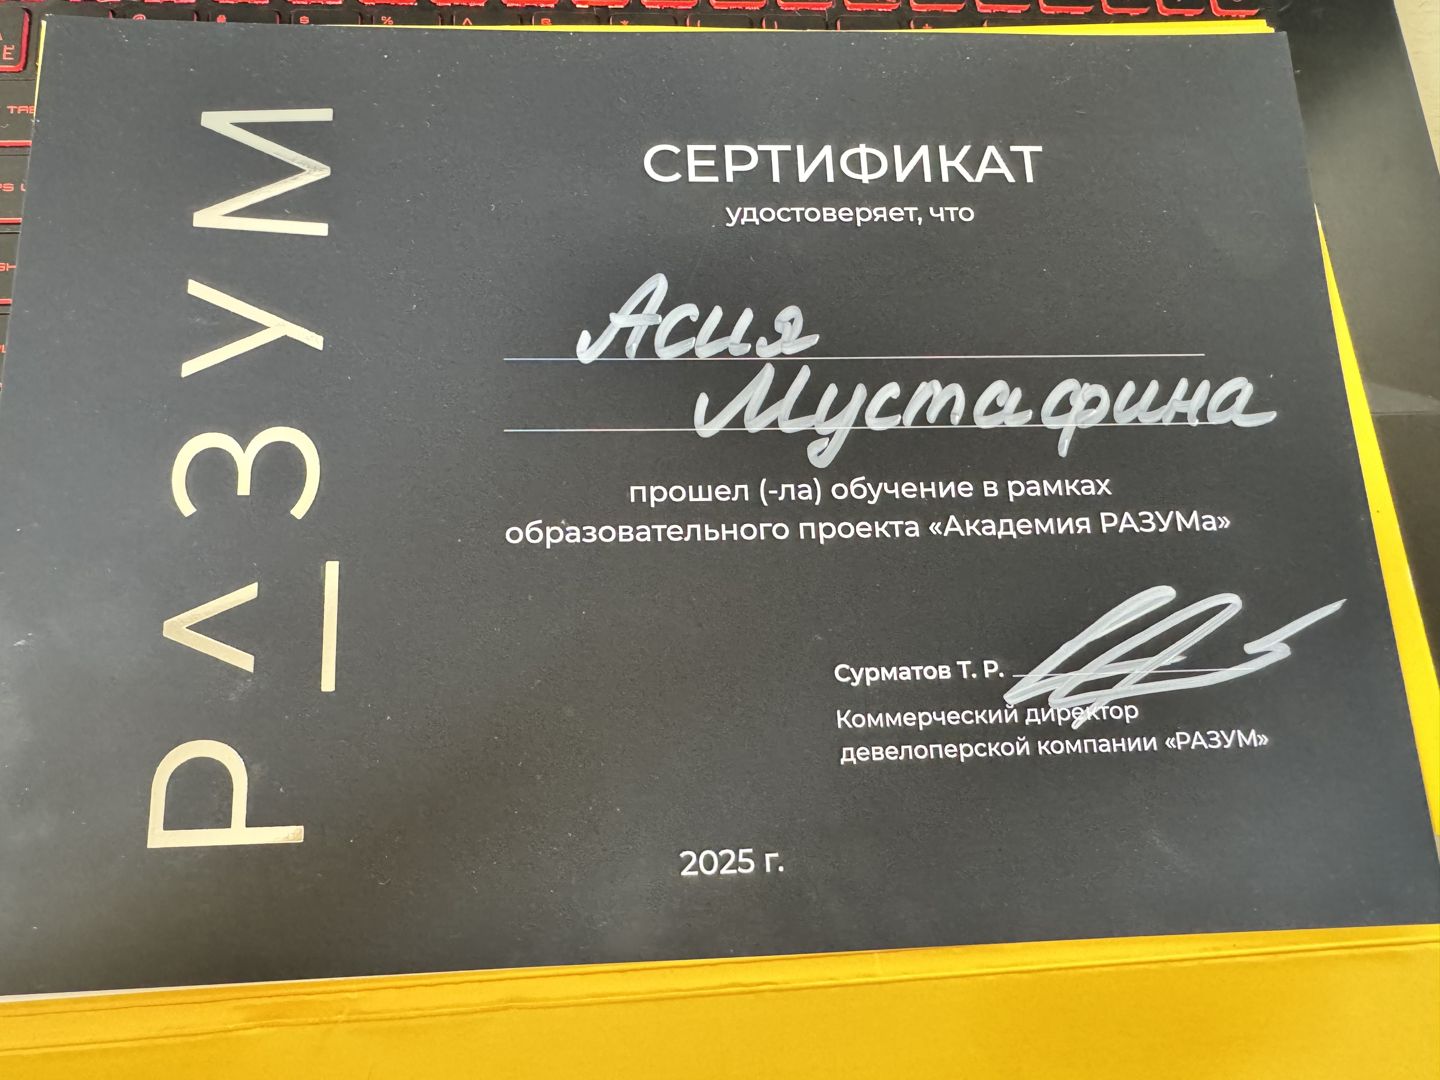 РАЗУМ
СЕРТИФИКАТ
удостоверяет, что
Асия
Мустафина
прошел (-ла) обучение в рамках
образовательного проекта «Академия РАЗУМа»
Сурматов Т. Р.
Коммерческий директор
девелоперской компании «РАЗУМ»
2025 г.